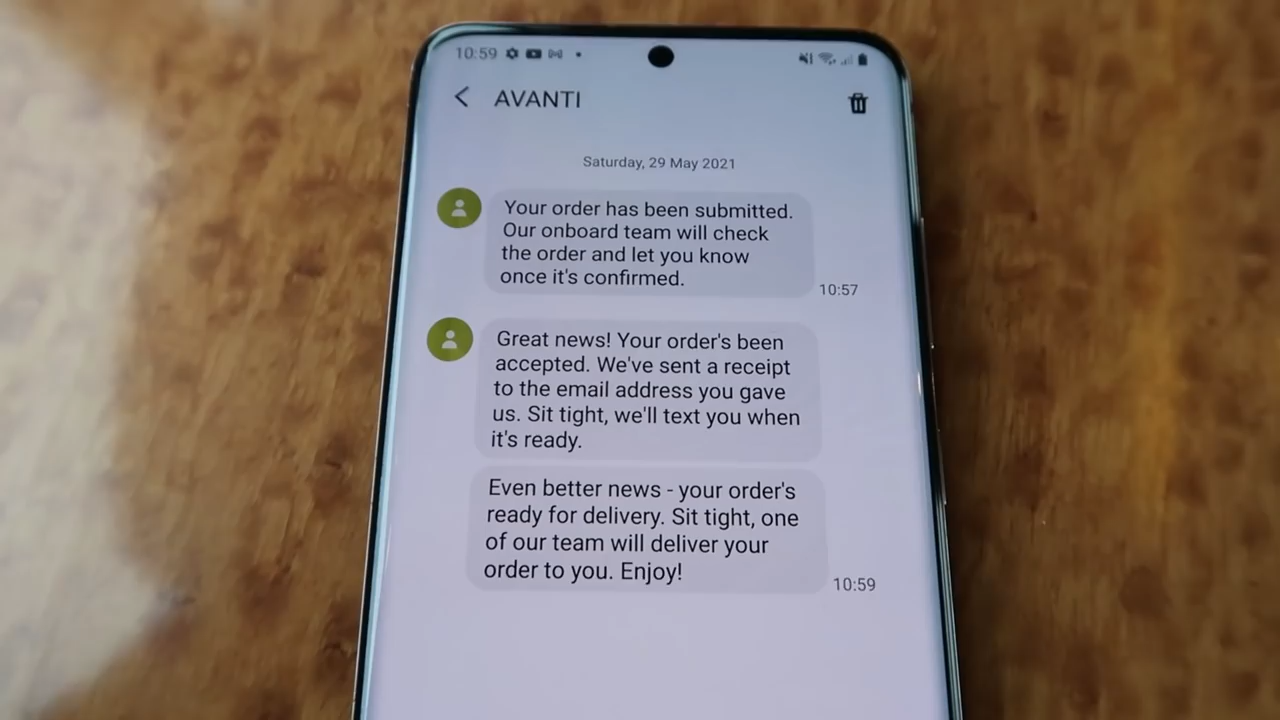 10:59
AVANTI
Saturday, 29 May 2021
Your order has been submitted.
Our onboard team will check
the order and let you know
once it's confirmed.
10:57
Great news! Your order's been
accepted. We've sent a receipt
to the email address you gave
us. Sit tight, we'll text you when
it's ready.
Even better news - your order's
ready for delivery. Sit tight, one
of our team will deliver your
order to you. Enjoy!
10:59